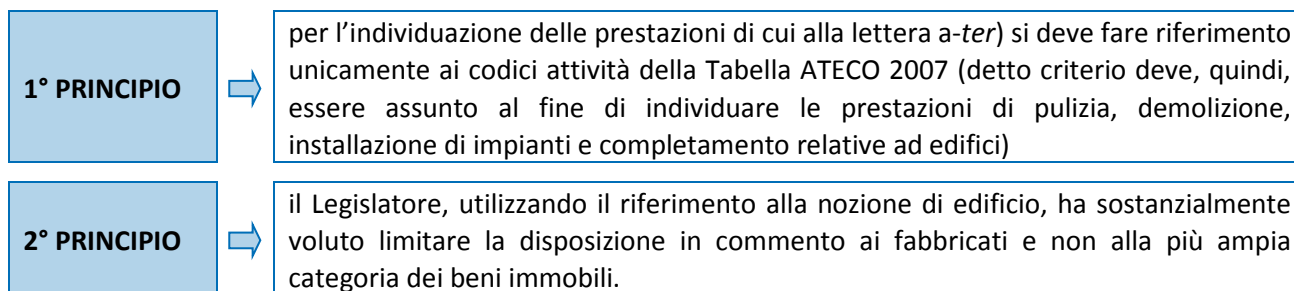 1° PRINCIPIO
per l’individuazione delle prestazioni di cui alla lettera a-ter) si deve fare riferimento
unicamente ai codici attività della Tabella ATECO 2007 (detto criterio deve, quindi,
essere assunto al fine di individuare le prestazioni di pulizia, demolizione,
installazione di impianti e completamento relative ad edifici)
2° PRINCIPIO
il Legislatore, utilizzando il riferimento alla nozione di edificio, ha sostanzialmente
voluto limitare la disposizione in commento ai fabbricati e non alla più ampia
categoria dei beni immobili.